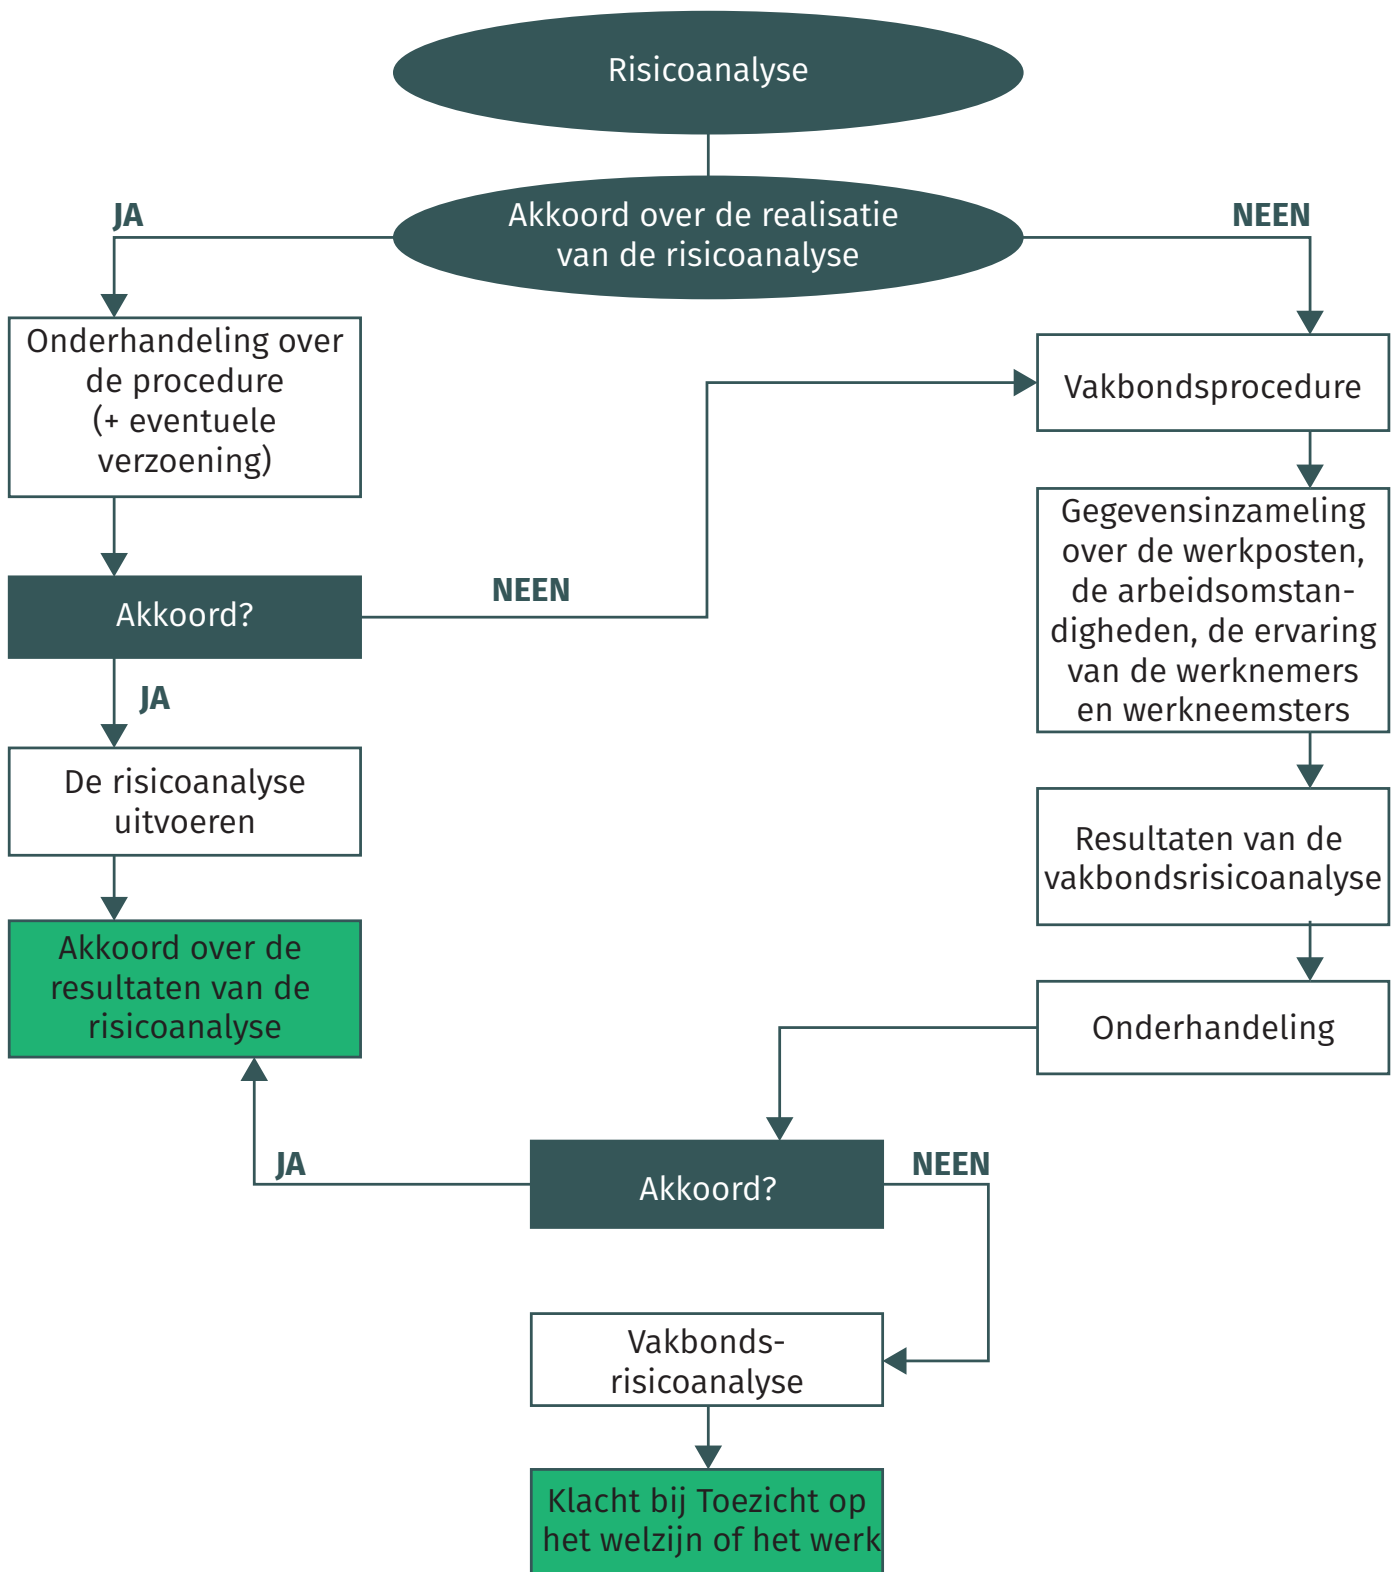 Risicoanalyse
Akkoord over de realisatie
van de risicoanalyse
JA
NEEN
Onderhandeling over
de procedure
(+ eventuele
verzoening)
Vakbondsprocedure
Akkoord?
NEEN
JA
Gegevensinzameling
over de werkposten,
de arbeidsomstan-
digheden, de ervaring
van de werknemers
en werkneemsters
De risicoanalyse
uitvoeren
Resultaten van de
vakbondsrisicoanalyse
Akkoord over de
resultaten van de
risicoanalyse
Onderhandeling
JA
Akkoord?
NEEN
Vakbonds-
risicoanalyse
Klacht bij Toezicht op
het welzijn of het werk